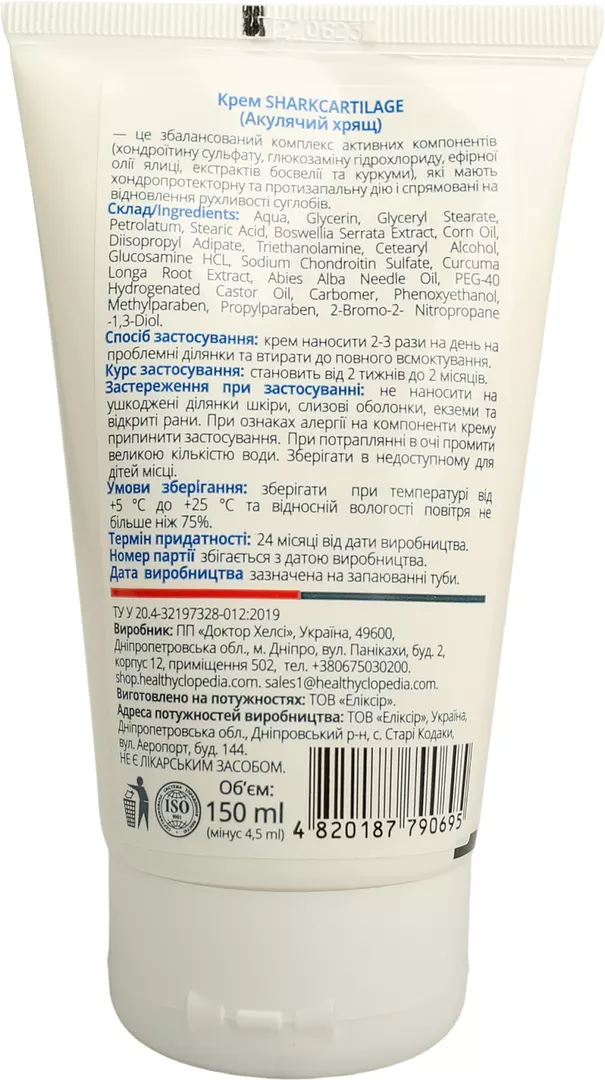 Крем SHARKCARTILAGE
(Акулячий хрящ)
— це збалансований комплекс активних компонентів
(хондроїтину сульфату, глюкозаміну гідрохлориду, ефірної
олії ялиці, екстрактів босвелії та куркуми), які мають
хондропротекторну та протизапальну дію і спрямовані на
відновлення рухливості суглобів.
Склад/Ingredients: Aqua, Glycerin, Glyceryl Stearate,
Petrolatum, Stearic Acid, Boswellia Serrata Extract, Corn Oil,
Diisopropyl Adipate, Triethanolamine, Cetearyl Alcohol,
Glucosamine HCL, Sodium Chondroitin Sulfate, Curcuma
Longa Root Extract, Abies Alba Needle Oil, PEG-40
Hydrogenated Castor Oil, Carbomer, Phenoxyethanol,
Methylparaben, Propylparaben, 2-Bromo-2- Nitropropane
-1,3-Diol.
Спосіб застосування: крем наносити 2-3 рази на день на
проблемні ділянки та втирати до повного всмоктування.
Курс застосування: становить від 2 тижнів до 2 місяців.
Застереження при застосуванні: не наносити на
ушкоджені ділянки шкіри, слизові оболонки, екземи та
відкриті рани. При ознаках алергії на компоненти крему
припинити застосування. При потраплянні в очі промити
великою кількістю води. Зберігати в недоступному для
дітей місці.
Умови зберігання: зберігати при температурі від
+5 °C до +25 °C та відносній вологості повітря не
більше ніж 75%.
Термін придатності: 24 місяці від дати виробництва.
Номер партії збігається з датою виробництва.
Дата виробництва зазначена на запаюванні туби.
ТУ У 20.4-32197328-012:2019
Виробник: ПП «Доктор Хелсі», Україна, 49600,
Дніпропетровська обл., м. Дніпро, вул. Панікахи, буд. 2,
корпус 12, приміщення 502, тел. +380675030200.
shop.healthyclopedia.com. sales1@healthyclopedia.com.
Виготовлено на потужностях: ТОВ «Еліксір».
Адреса потужностей виробництва: ТОВ «Еліксір», Україна,
Дніпропетровська обл., Дніпровський р-н, с. Старі Кодаки,
вул. Аеропорт, буд. 144.
НЕ Є ЛІКАРСЬКИМ ЗАСОБОМ.
ISO
9001
Об’єм:
150 ml
(мінус 4,5 ml)
4 820187 790695